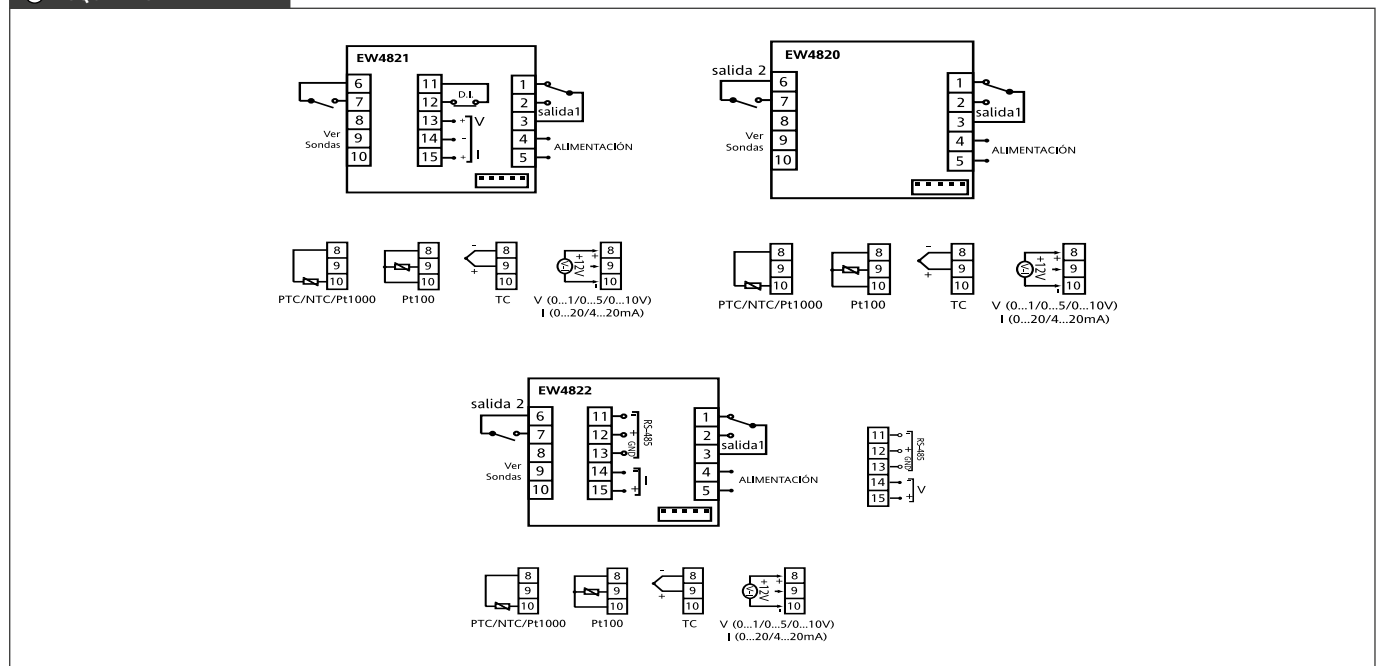 EW4821
6
7
8
9
10
Ver
Sondas
11
12
13
14
15
D.I.
+ V
-
+ I
1
2
3
4
5
salida1
ALIMENTACIÓN
EW4820
salida 2
6
7
8
9
10
Ver
Sondas
1
2
3
4
5
salida1
ALIMENTACIÓN
8
9
10
PTC/NTC/Pt1000
8
9
10
Pt100
-
+
8
9
10
TC
V-I
+12V
+
-
8
9
10
V (0...1/0...5/0...10V)
I (0...20/4...20mA)
8
9
10
PTC/NTC/Pt1000
8
9
10
Pt100
-
+
8
9
10
TC
V-I
+12V
+
-
8
9
10
V (0...1/0...5/0...10V)
I (0...20/4...20mA)
EW4822
salida 2
6
7
8
9
10
Ver
Sondas
11
12
13
14
15
-
+
GND
RS-485
-
+
I
1
2
3
4
5
salida1
ALIMENTACIÓN
11
12
13
14
15
-
+
GND
RS-485
-
+
V
8
9
10
PTC/NTC/Pt1000
8
9
10
Pt100
-
+
8
9
10
TC
V-I
+12V
+
-
8
9
10
V (0...1/0...5/0...10V)
I (0...20/4...20mA)